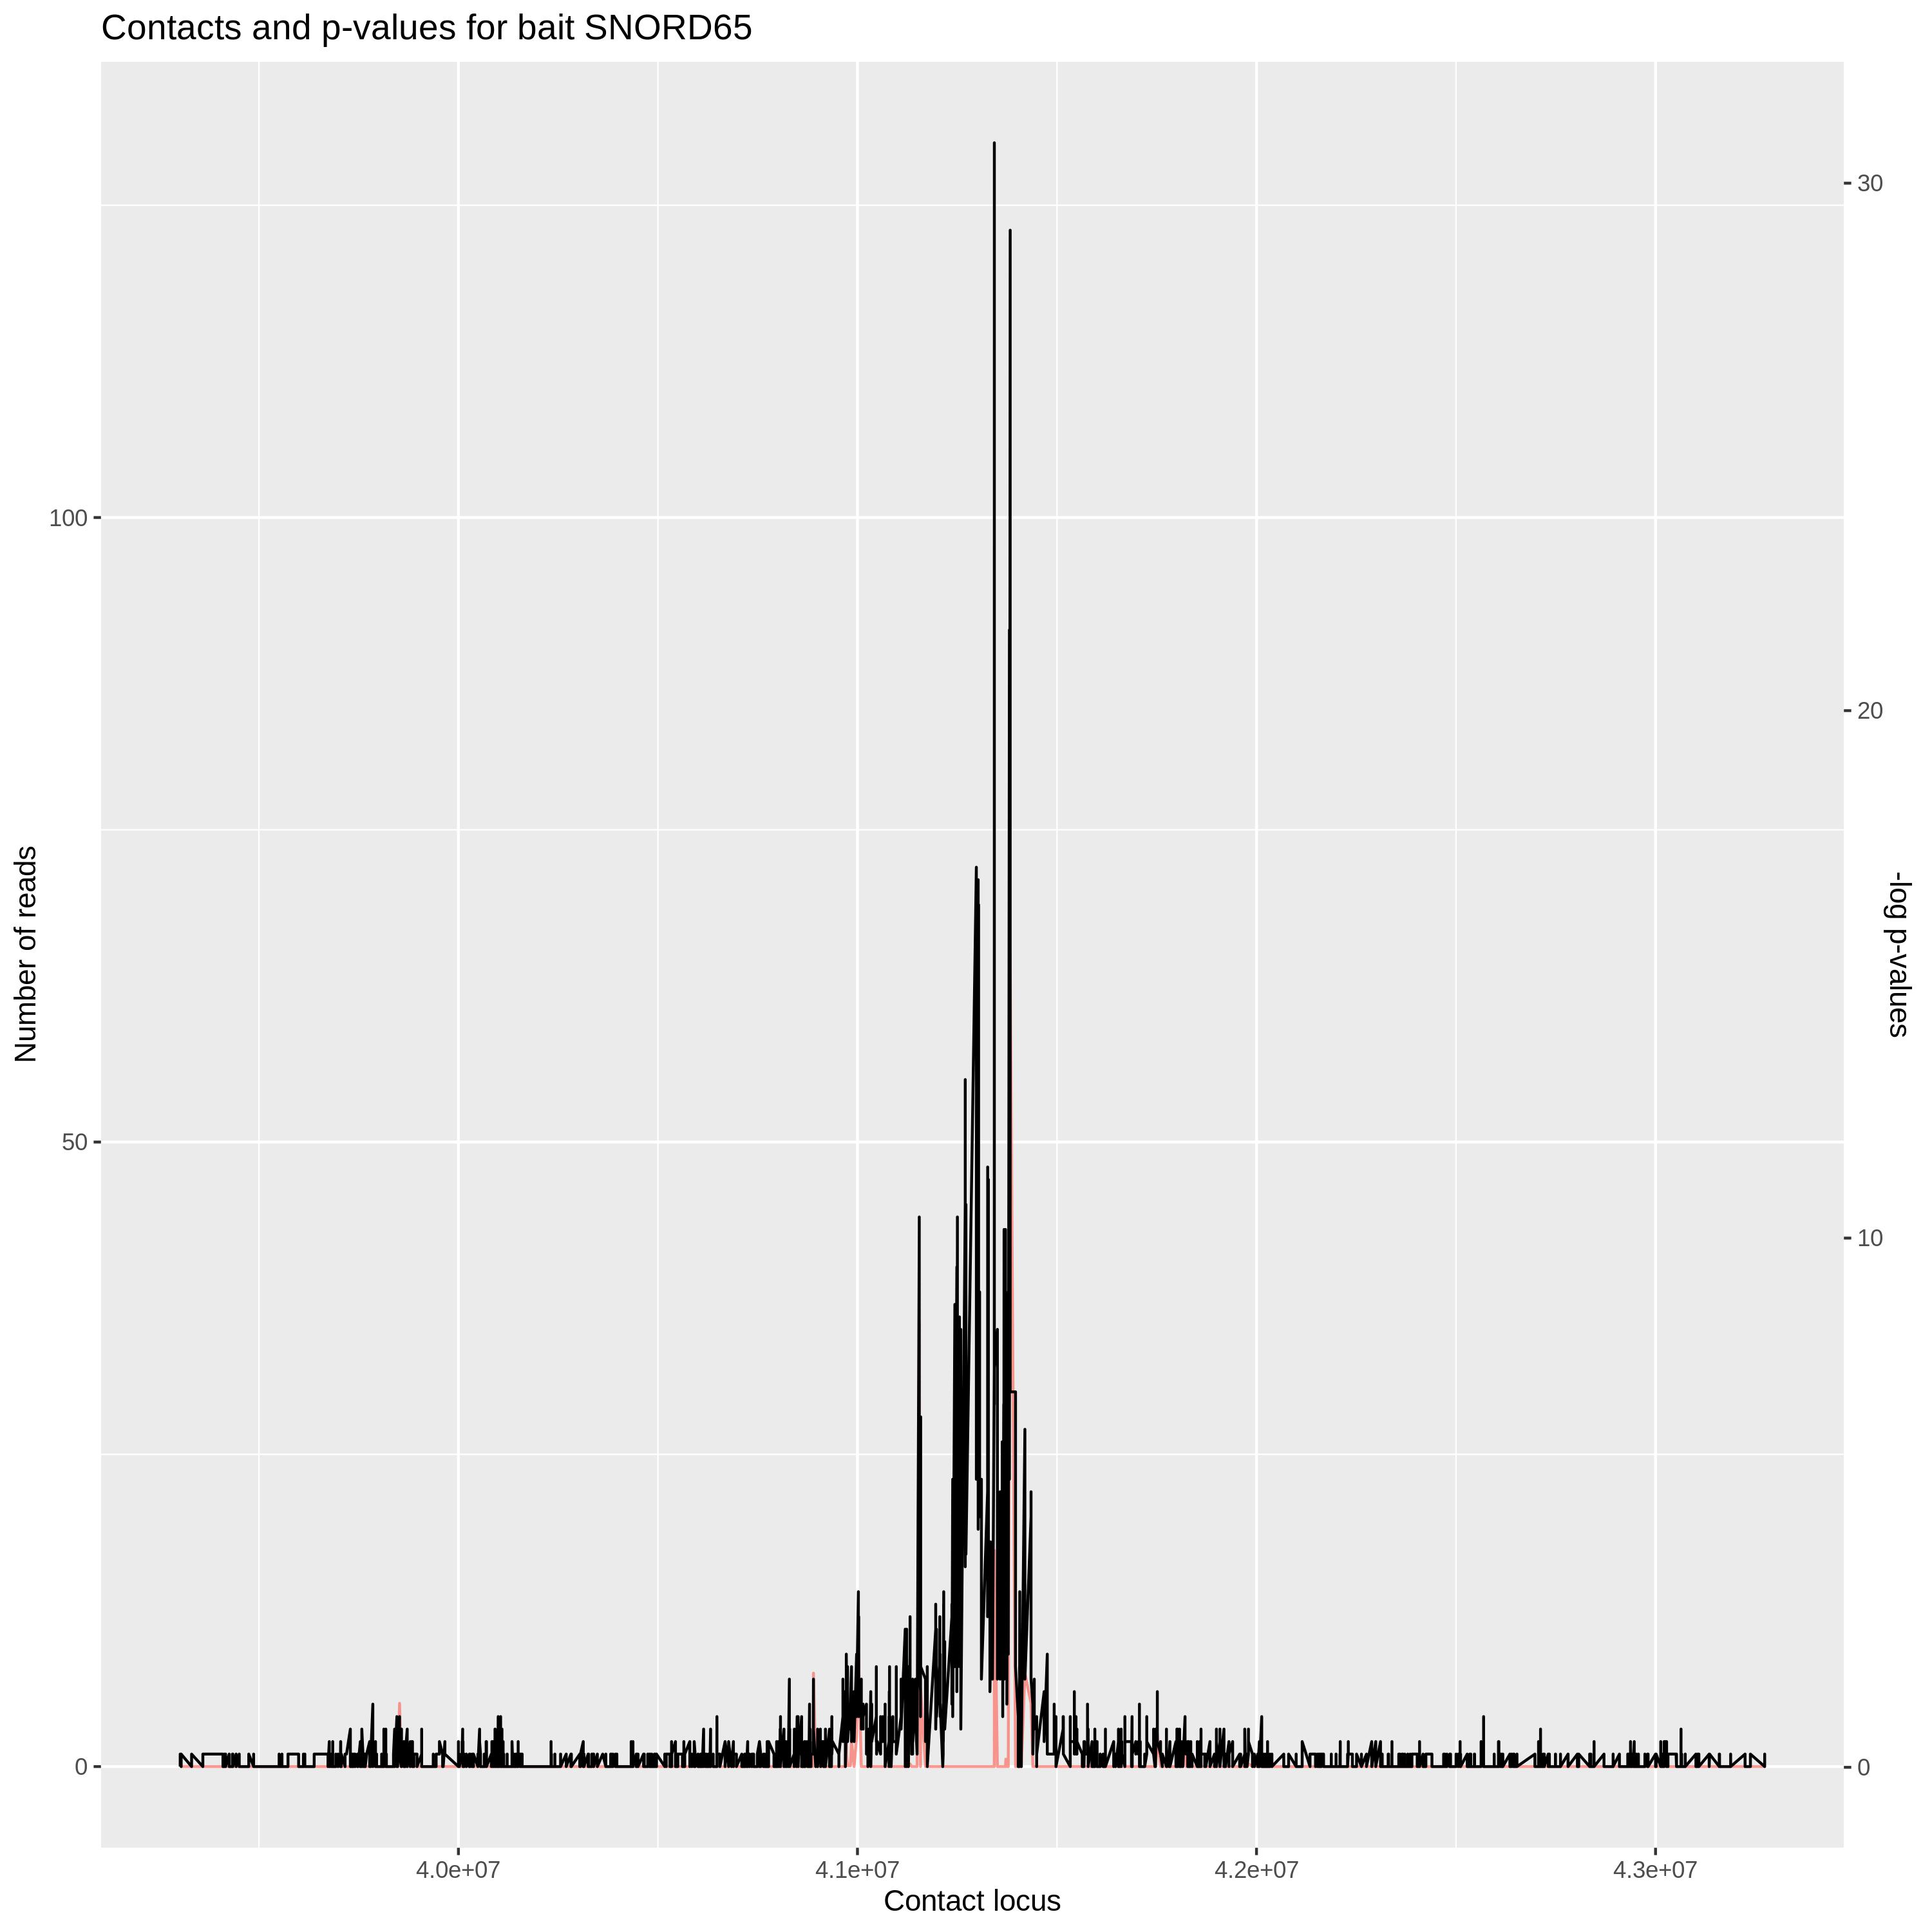 Contacts and p-values for bait SNORD65
Number of reads
100
50
0
30
20
10
0
-log p-values
4.0e+07
4.1e+07
4.2e+07
4.3e+07
Contact locus